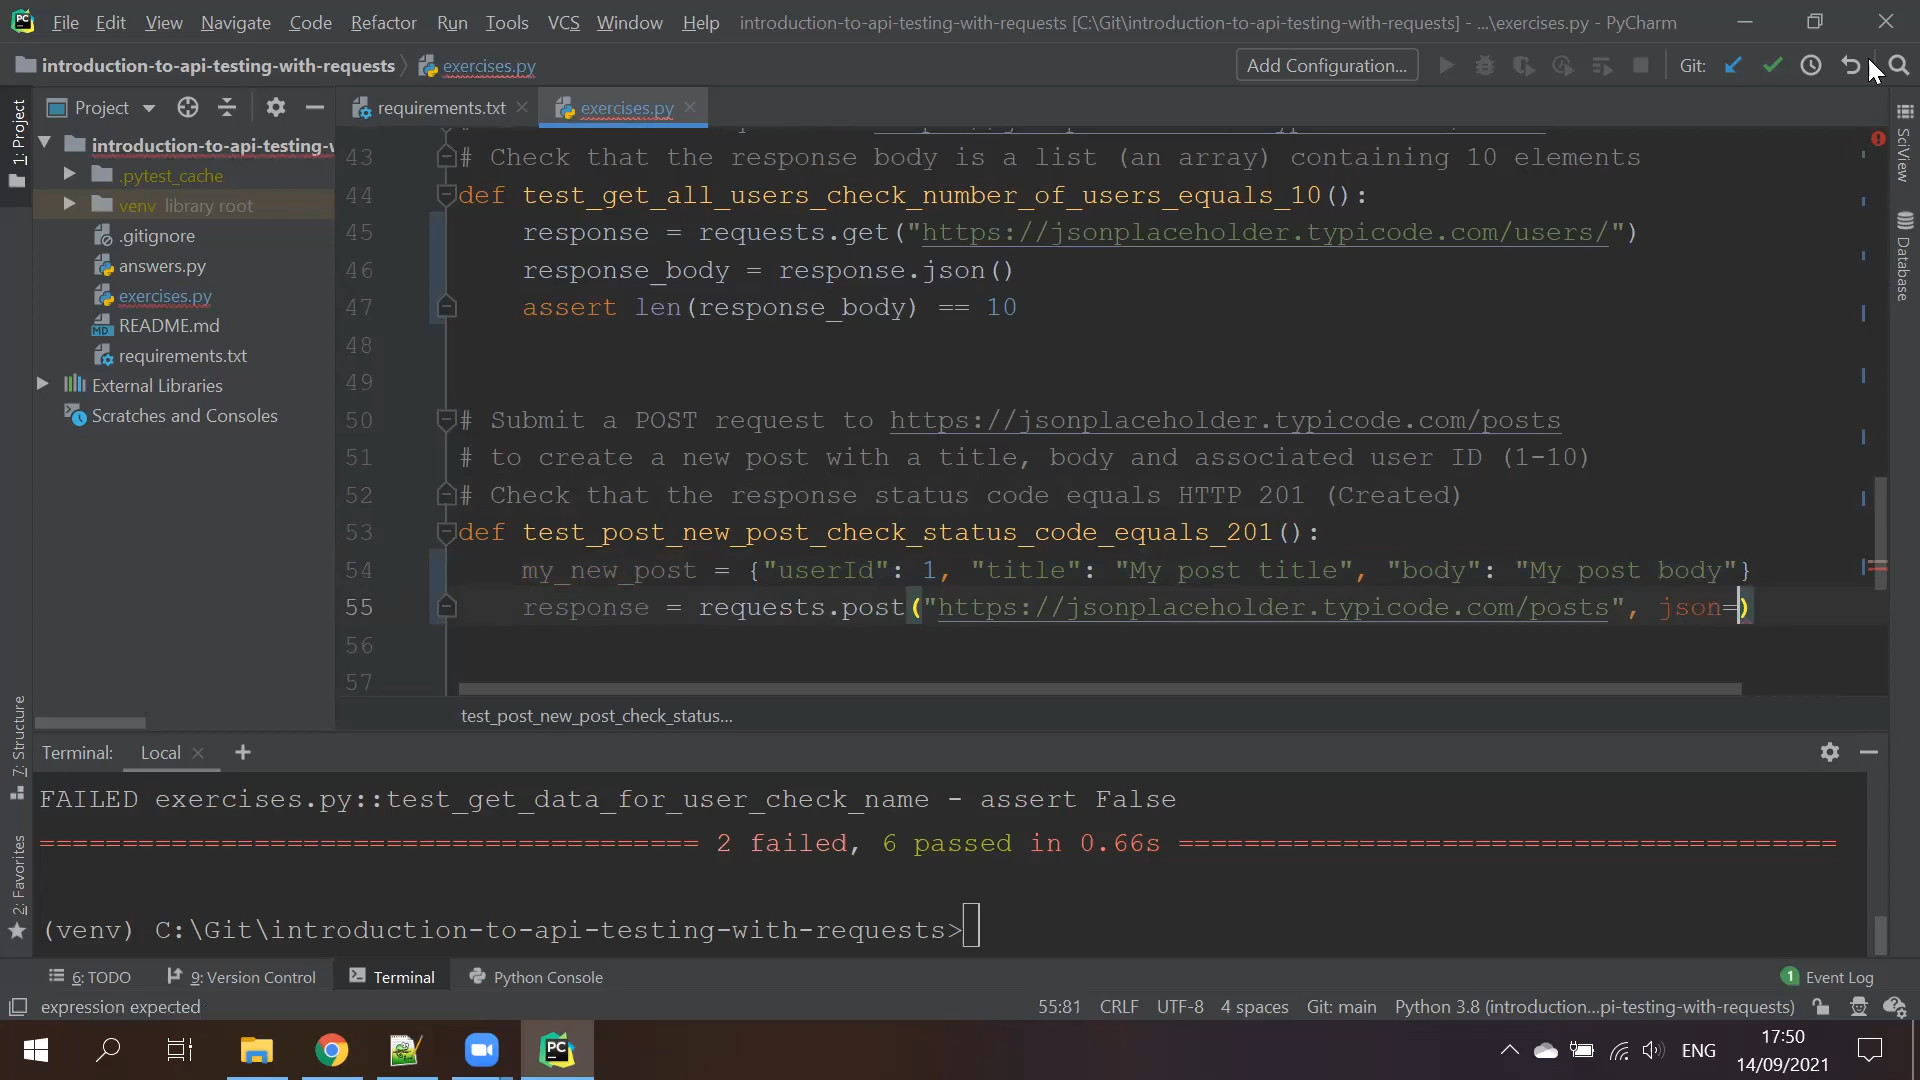 File Edit View Navigate Code Refactor Run Tools VCS Window Help introduction-to-api-testing-with-requests [C:\Git\introduction-to-api-testing-with-requests] - ...\exercises.py - PyCharm
introduction-to-api-testing-with-requests exercises.py Add Configuration... Git:
1: Project
Project
requirements.txt exercises.py
introduction-to-api-testing-w
.pytest_cache
venv library root
.gitignore
answers.py
exercises.py
README.md
requirements.txt
External Libraries
Scratches and Consoles
43 # Check that the response body is a list (an array) containing 10 elements
44 def test_get_all_users_check_number_of_users_equals_10():
45 response = requests.get("https://jsonplaceholder.typicode.com/users/")
46 response_body = response.json()
47 assert len(response_body) == 10
48
49
50 # Submit a POST request to https://jsonplaceholder.typicode.com/posts
51 # to create a new post with a title, body and associated user ID (1-10)
52 # Check that the response status code equals HTTP 201 (Created)
53 def test_post_new_post_check_status_code_equals_201():
54 my_new_post = {"userId": 1, "title": "My post title", "body": "My post body"}
55 response = requests.post("https://jsonplaceholder.typicode.com/posts", json=)
56
57
test_post_new_post_check_status...
SciView
Database
7: Structure
2: Favorites
Terminal: Local
FAILED exercises.py::test_get_data_for_user_check_name - assert False
========================================= 2 failed, 6 passed in 0.66s =========================================
(venv) C:\Git\introduction-to-api-testing-with-requests>
6: TODO 9: Version Control Terminal Python Console 1 Event Log
expression expected 55:81 CRLF UTF-8 4 spaces Git: main Python 3.8 (introduction...pi-testing-with-requests)
PC
ENG
17:50
14/09/2021